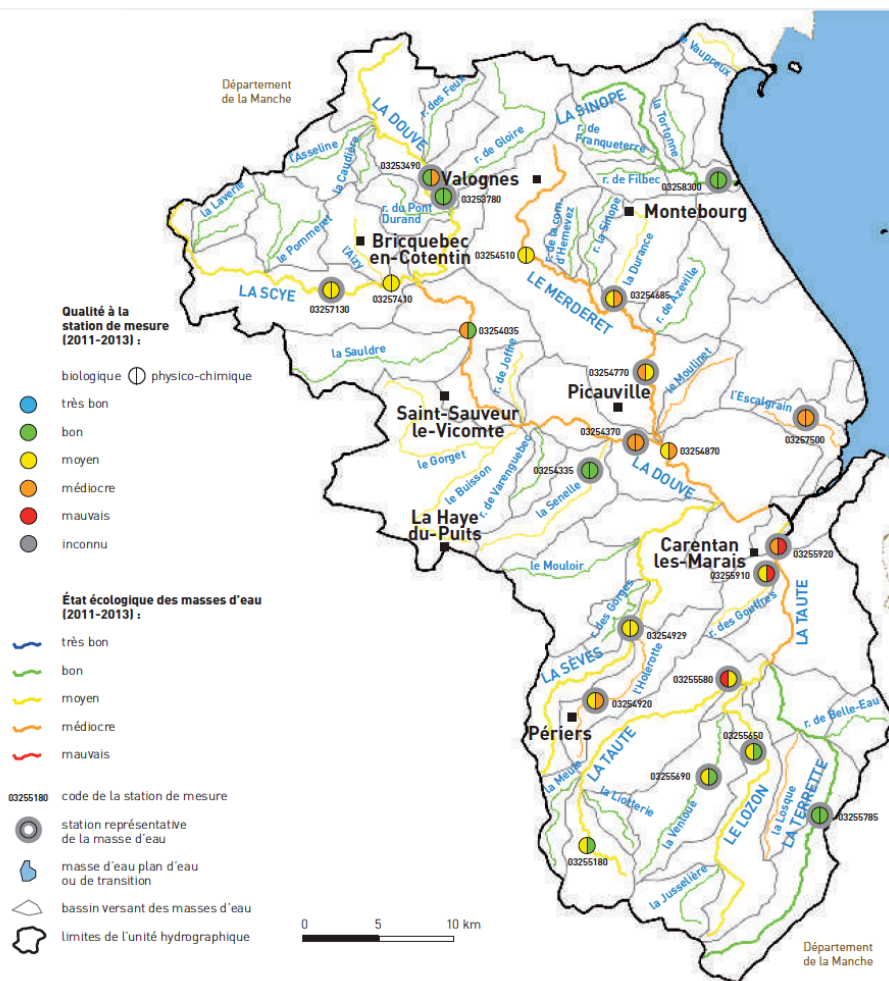 Département
de la Manche
le Vaupreux
LA DOUVE
r. des Feux
LA SINOPE
la Tortonne
r. de
Franqueterre
r. de Gloire
l'Asseline
la Caudière
03253490
Valognes
r. de Filbec
03258300
03253780
la Laverie
r. du Pont
Durand
Montebourg
le Pommeret
Bricquebec
en-Cotentin
l'Aizy
r. de la com.
d'Hemevez
r. la Sinope
la Durance
03254510
LA SCYE
03257410
03257130
LE MERDERET
03254685
r. de Azeville
03254035
la Sauldre
r. de Joffre
03254770
le Moulinet
Picauville
l'Escalgrain
03257500
Saint-Sauveur
le-Vicomte
03254370
03254870
le Gorget
r. de Varenguebec
03254335
le Buisson
la Senelle
LA DOUVE
La Haye
du-Puits
Carentan
les-Marais
03255920
le Mouloir
03255910
r. des Gorges
r. des Gouffres
LA TAUTE
03254929
LA SÈVES
l'Holerotte
03255580
03254920
Périers
r. de Belle-Eau
LA TAUTE
03255650
la Meule
03255690
la Liotterie
la Ventoue
LE LOZON
la Losque
LA TERRETTE
03255785
03255180
la Jusselière
Département
de la Manche
Qualité à la
station de mesure
(2011-2013) :
biologique physico-chimique
très bon
bon
moyen
médiocre
mauvais
inconnu
État écologique des masses d'eau
(2011-2013) :
très bon
bon
moyen
médiocre
mauvais
03255180 code de la station de mesure
station représentative
de la masse d'eau
masse d'eau plan d'eau
ou de transition
bassin versant des masses d'eau
limites de l'unité hydrographique
0 5 10 km